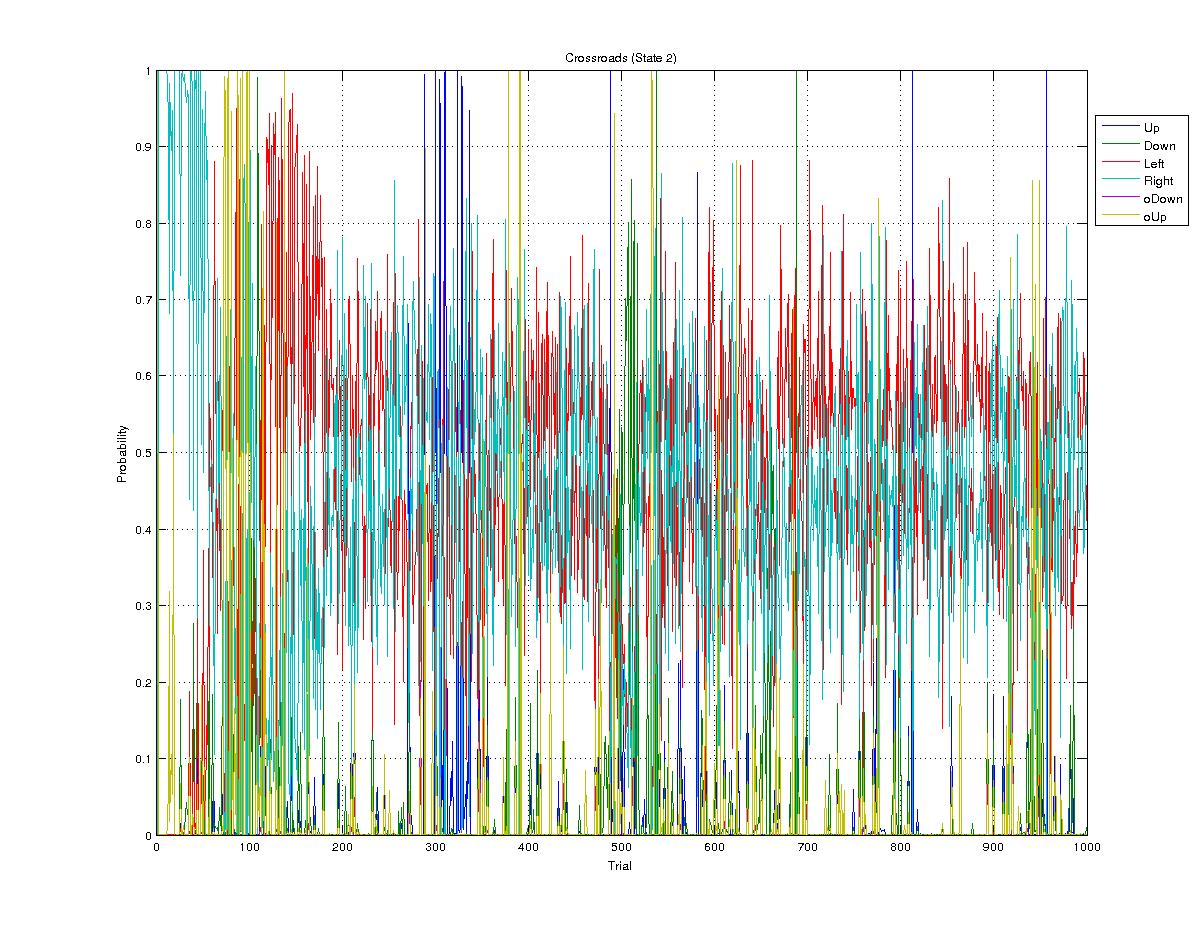 Crossroads (State 2)
1
0.9
0.8
0.7
0.6
0.5
0.4
0.3
0.2
0.1
0
Probability
0 100 200 300 400 500 600 700 800 900 1000
Trial
Up
Down
Left
Right
oDown
oUp